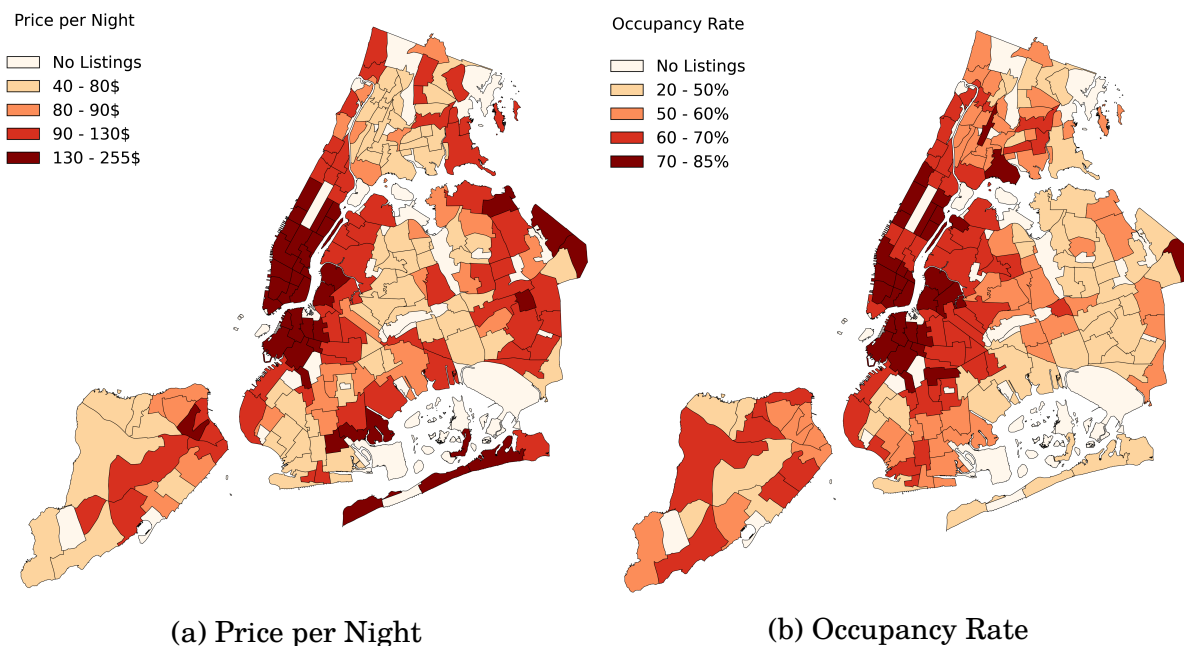 Price per Night
No Listings
40 - 80$
80 - 90$
90 - 130$
130 - 255$
Occupancy Rate
No Listings
20 - 50%
50 - 60%
60 - 70%
70 - 85%
(a) Price per Night
(b) Occupancy Rate